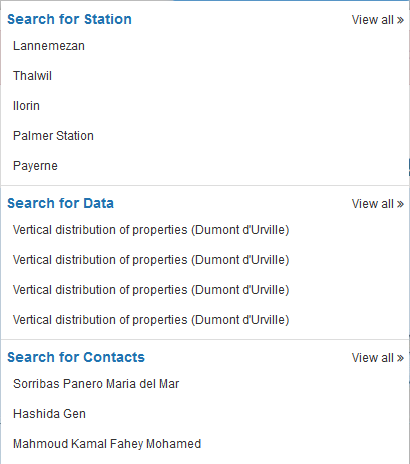 Search for Station View all »
Lannemezan
Thalwil
Ilorin
Palmer Station
Payerne
Search for Data View all »
Vertical distribution of properties (Dumont d'Urville)
Vertical distribution of properties (Dumont d'Urville)
Vertical distribution of properties (Dumont d'Urville)
Vertical distribution of properties (Dumont d'Urville)
Search for Contacts View all »
Sorribas Panero Maria del Mar
Hashida Gen
Mahmoud Kamal Fahey Mohamed